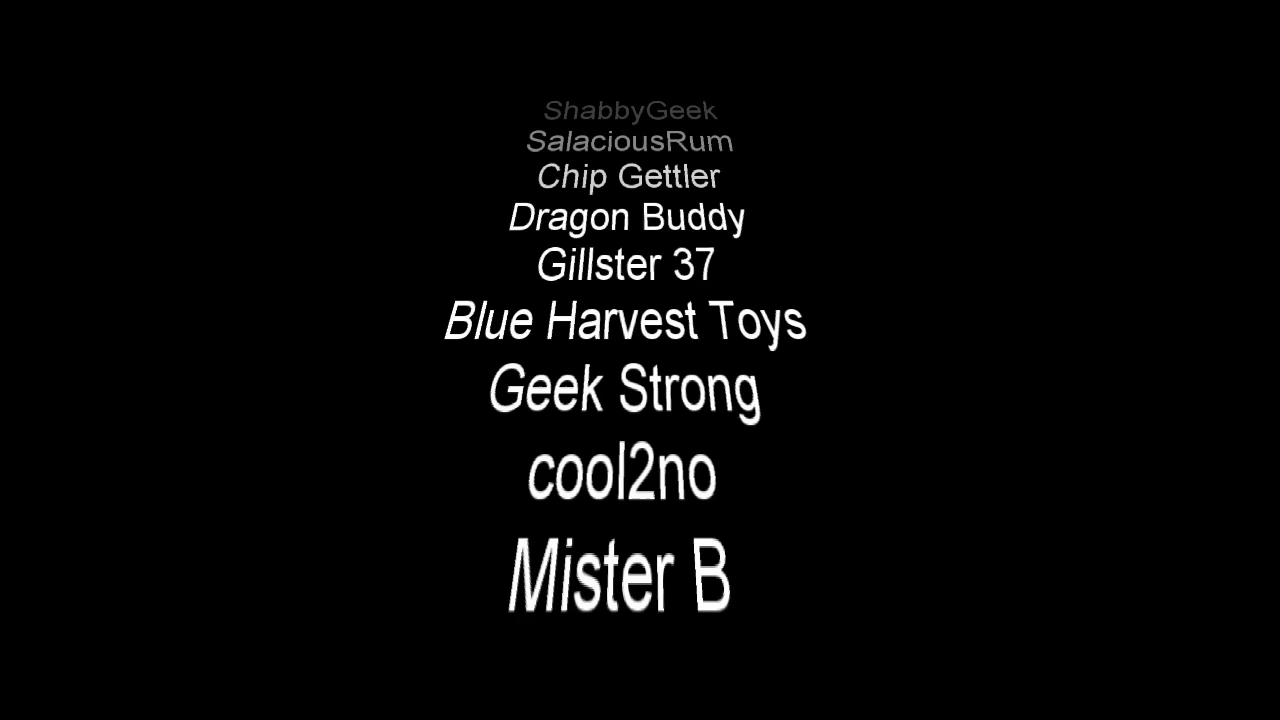 ShabbyGeek
SalaciousRum
Chip Gettler
Dragon Buddy
Gillster 37
Blue Harvest Toys
Geek Strong
cool2no
Mister B